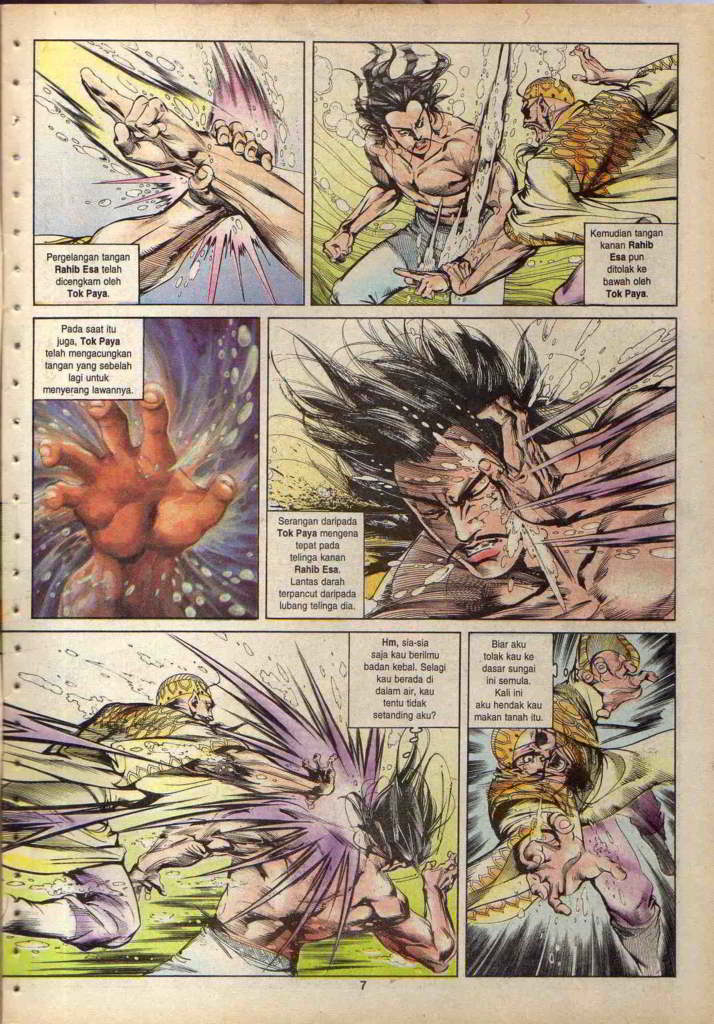 Pergelangan tangan
Rahib Esa telah
dicengkam oleh
Tok Paya.
Kemudian tangan
kanan Rahib
Esa pun
ditolak ke
bawah oleh
Tok Paya.
Pada saat itu
juga, Tok Paya
telah mengacungkan
tangan yang sebelah
lagi untuk
menyerang lawannya.
Serangan daripada
Tok Paya mengena
tepat pada
telinga kanan
Rahib Esa.
Lantas darah
terpancut daripada
lubang telinga dia.
Hm, sia-sia
saja kau berilmu
badan kebal. Selagi
kau berada di
dalam air, kau
tentu tidak
setanding aku?
Biar aku
tolak kau ke
dasar sungai
ini semula.
Kali ini
aku hendak kau
makan tanah itu.
7